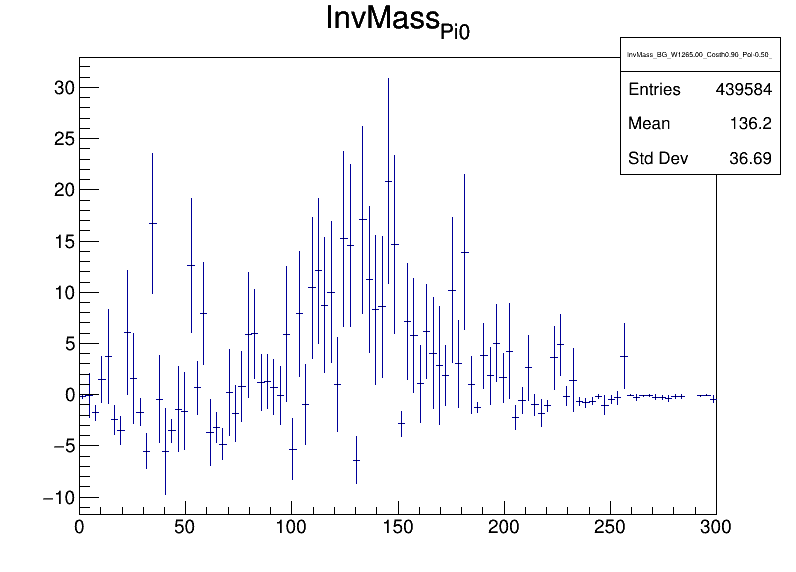 InvMass_Pi0
InvMass_BG_W1265.00_Costh0.90_Pol-0.50_
Entries 439584
Mean 136.2
Std Dev 36.69
30
25
20
15
10
5
0
−5
−10
0 50 100 150 200 250 300